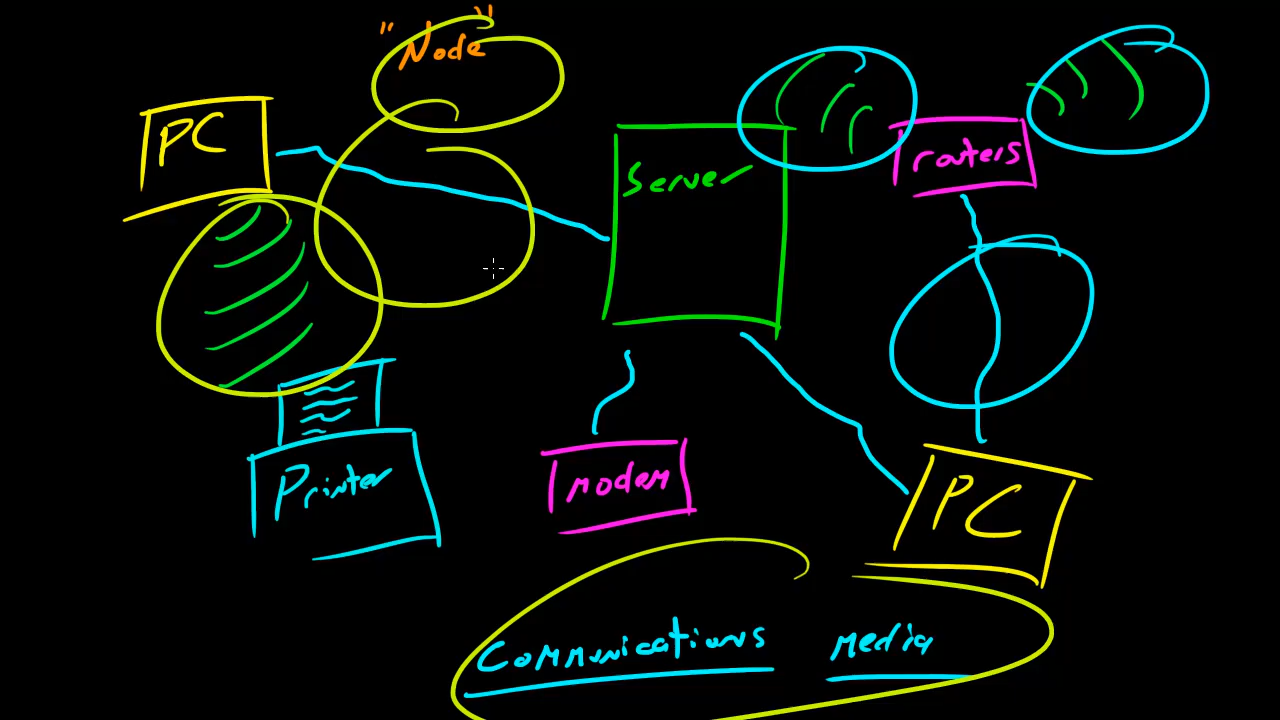 "Node"
PC
Server
routers
Printer
modem
PC
Communications media